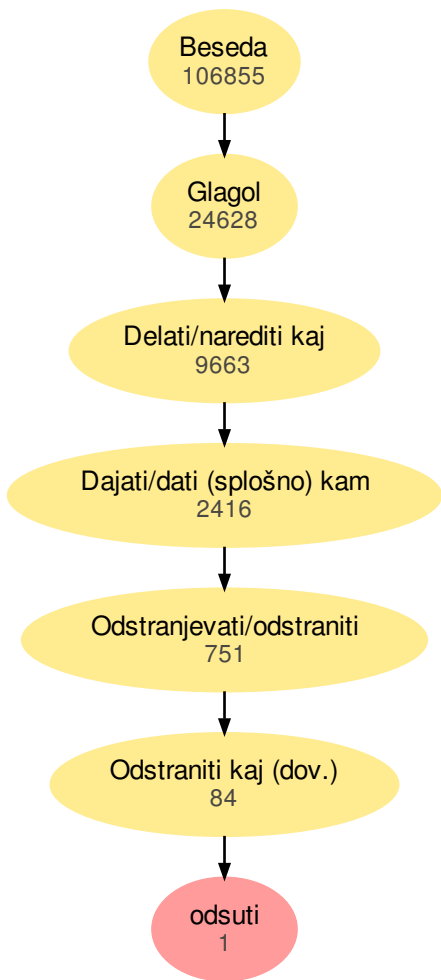 Beseda
106855
Glagol
24628
Delati/narediti kaj
9663
Dajati/dati (splošno) kam
2416
Odstranjevati/odstraniti
751
Odstraniti kaj (dov.)
84
odsuti
1